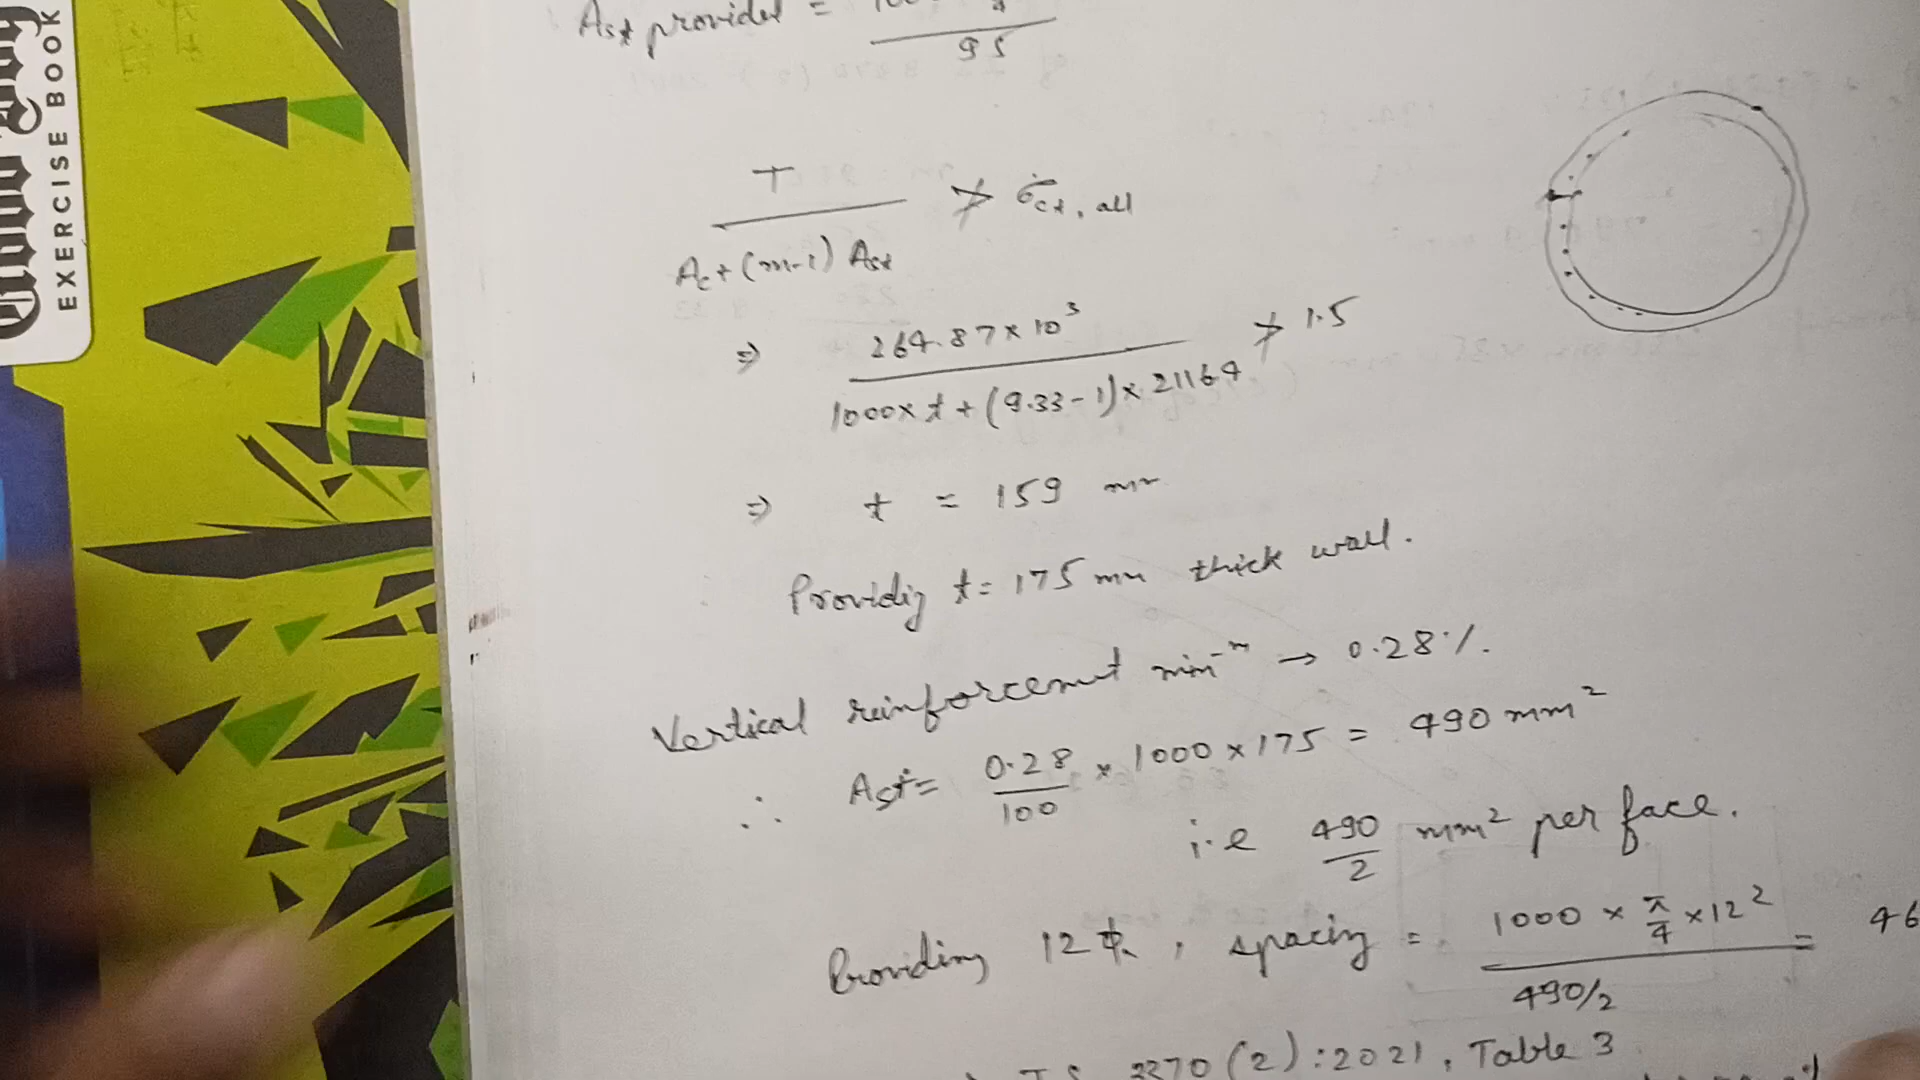 EXERCISE BOOK
Ast provided =
95
T
≯ σct, all
Ac + (m-1) Ast
⇒ 264.87 × 10³ ≯ 1.5
1000 × t + (9.33 - 1) × 2116.4
⇒ t = 159 mm
Providig t = 175 mm thick wall.
Vertical reinforcement min^m → 0.28 %.
∴ Ast = 0.28/100 × 1000 × 175 = 490 mm²
i.e 490/2 mm² per face.
Providing 12 ϕ, spacing = 1000 × π/4 × 12² / 490/2 = 46
3370 (2) : 2021, Table 3